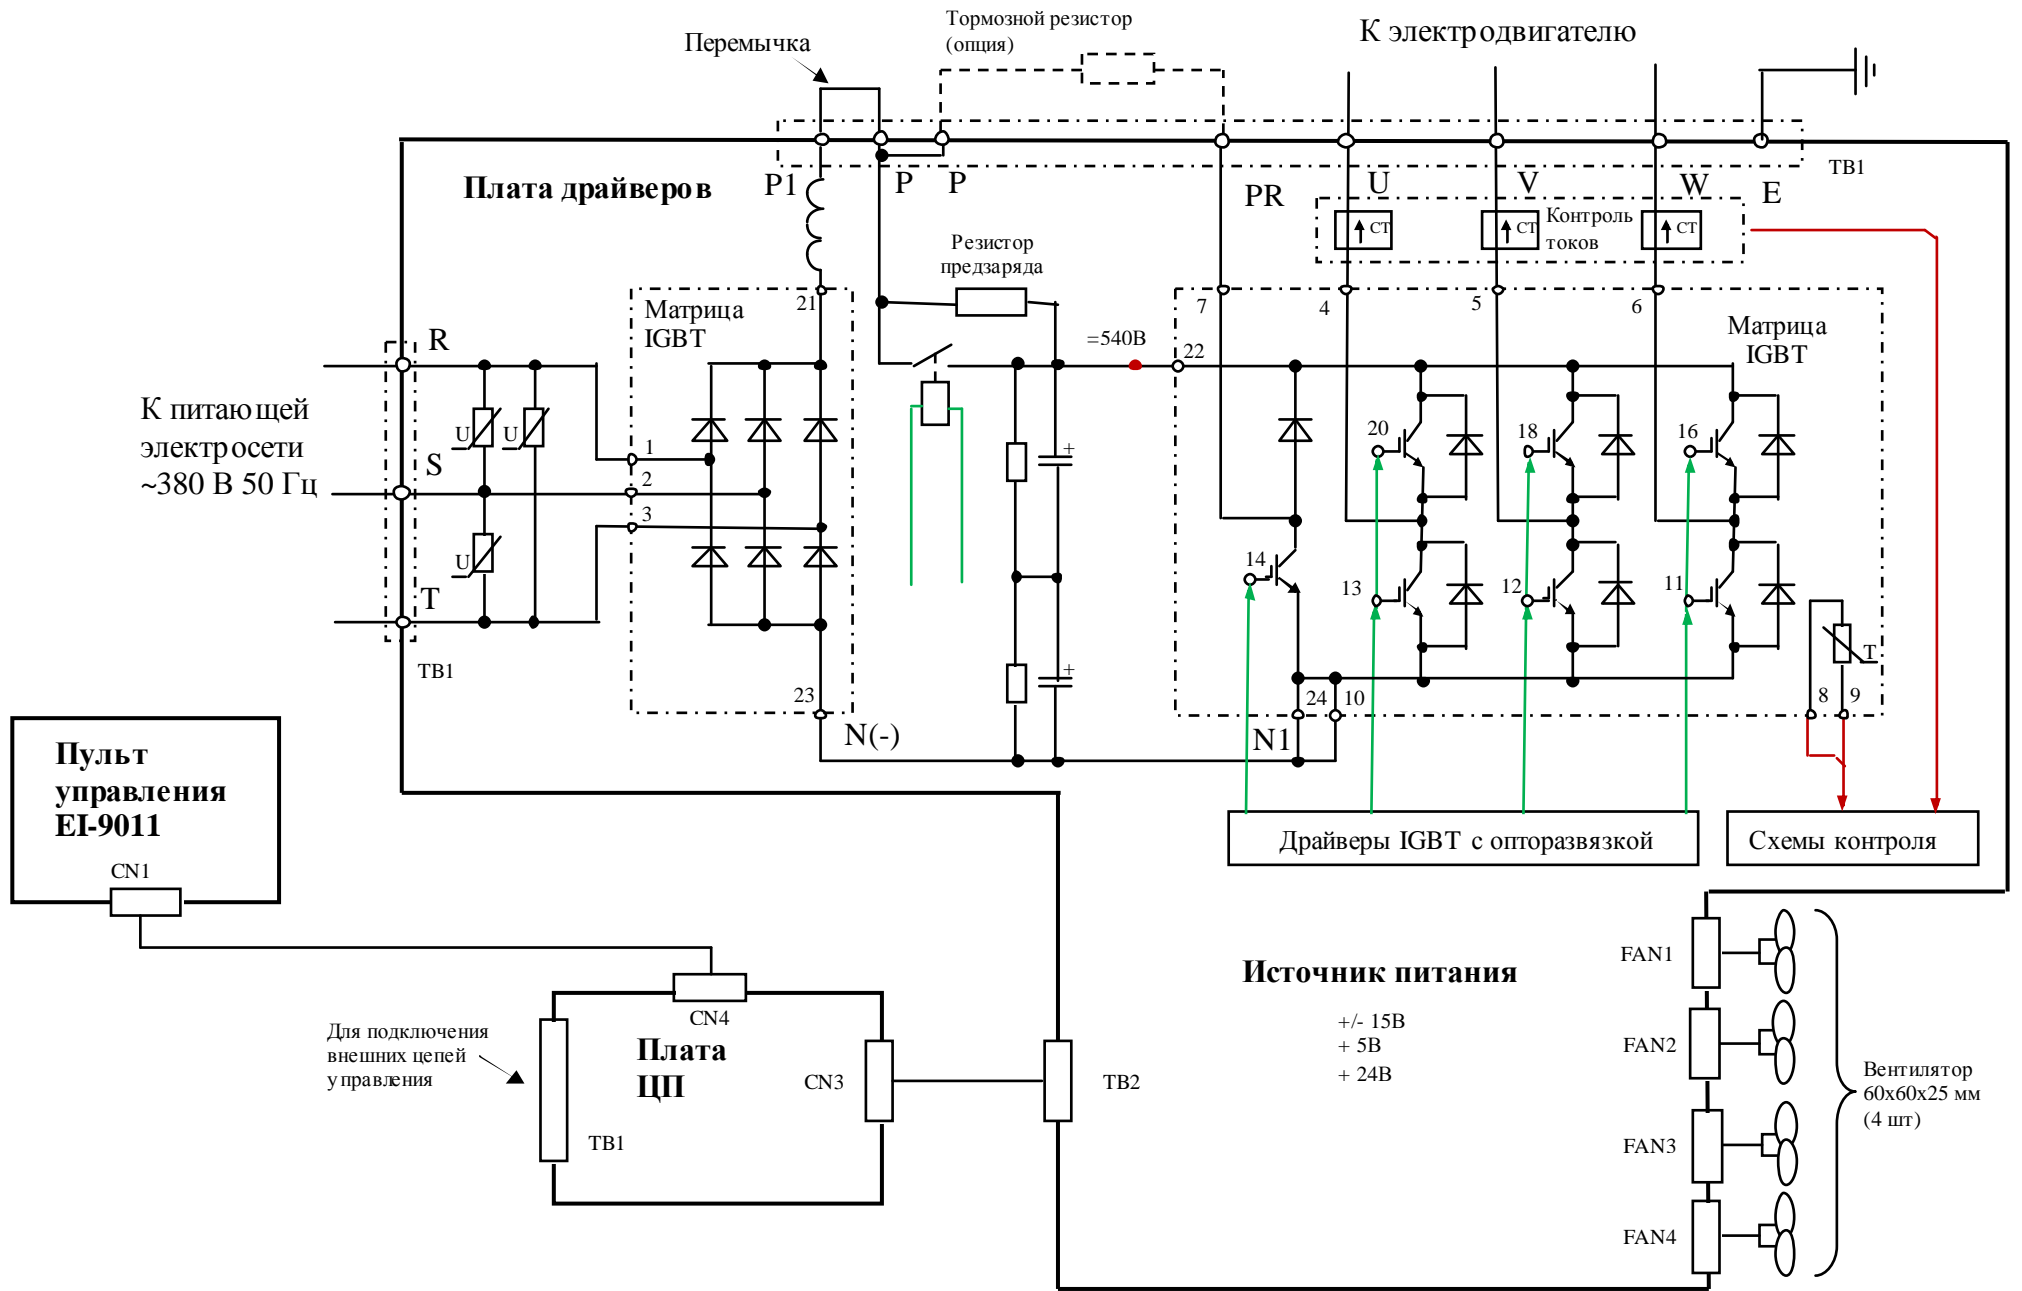 Тормозной резистор
(опция)
К электродвигателю
Перемычка
TB1
Плата драйверов
P1
P
P
PR
U
V
W
E
CT
CT
CT
Контроль
токов
Резистор
предзаряда
Матрица
IGBT
21
7
4
5
6
Матрица
IGBT
=540В
22
R
S
T
К питающей
электросети
~380 В 50 Гц
U
U
U
1
2
3
+
+
20
18
16
14
13
12
11
T
8
9
TB1
23
24
10
N(-)
N1
Пульт
управления
EI-9011
CN1
Драйверы IGBT с опторазвязкой
Схемы контроля
Источник питания
+/- 15В
+ 5В
+ 24В
FAN1
FAN2
FAN3
FAN4
Вентилятор
60x60x25 мм
(4 шт)
Для подключения
внешних цепей
управления
CN4
Плата
ЦП
CN3
TB2
TB1